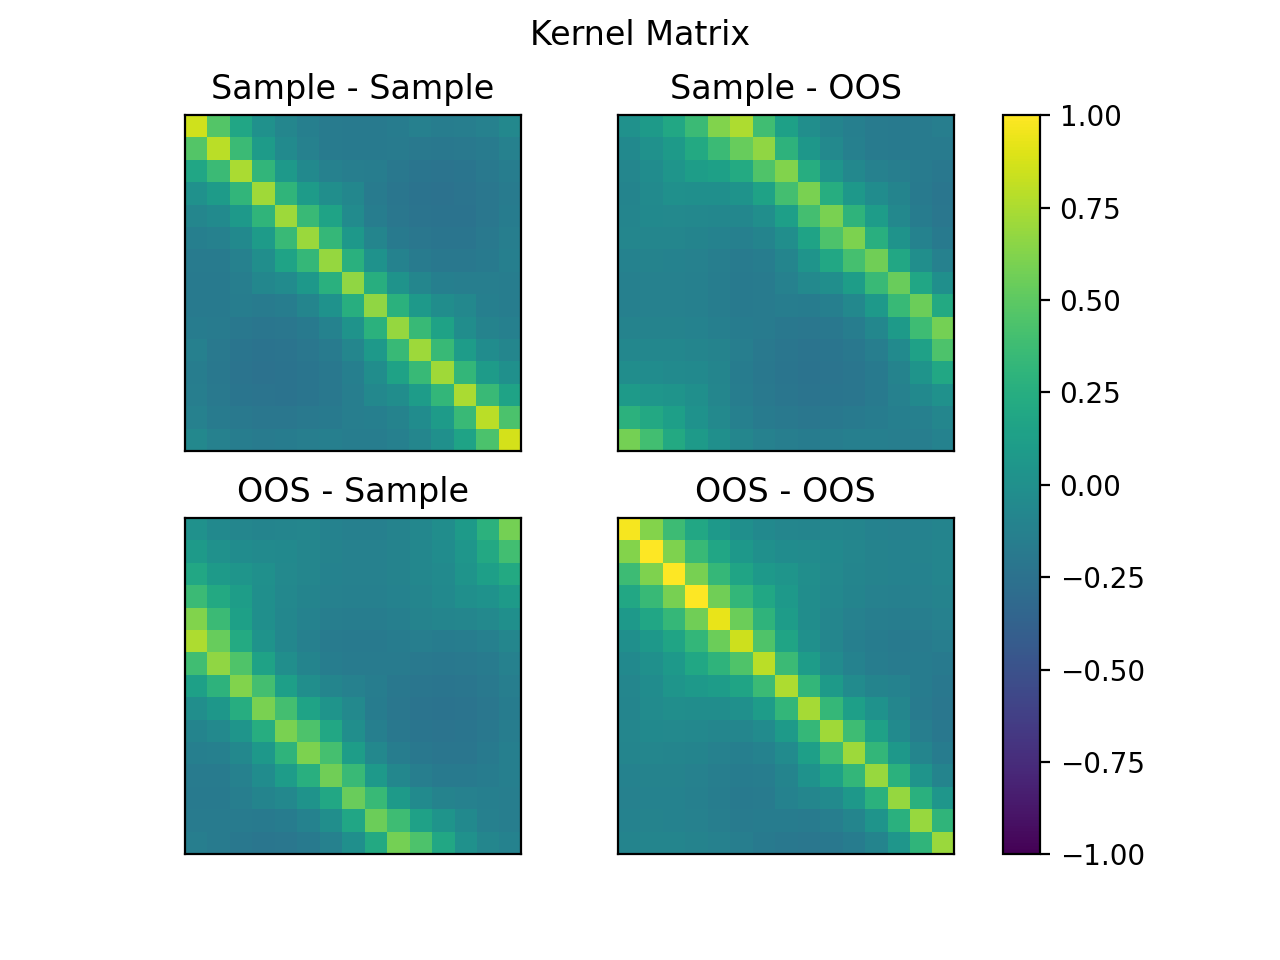 Kernel Matrix
Sample - Sample
Sample - OOS
OOS - Sample
OOS - OOS
1.00
0.75
0.50
0.25
0.00
−0.25
−0.50
−0.75
−1.00